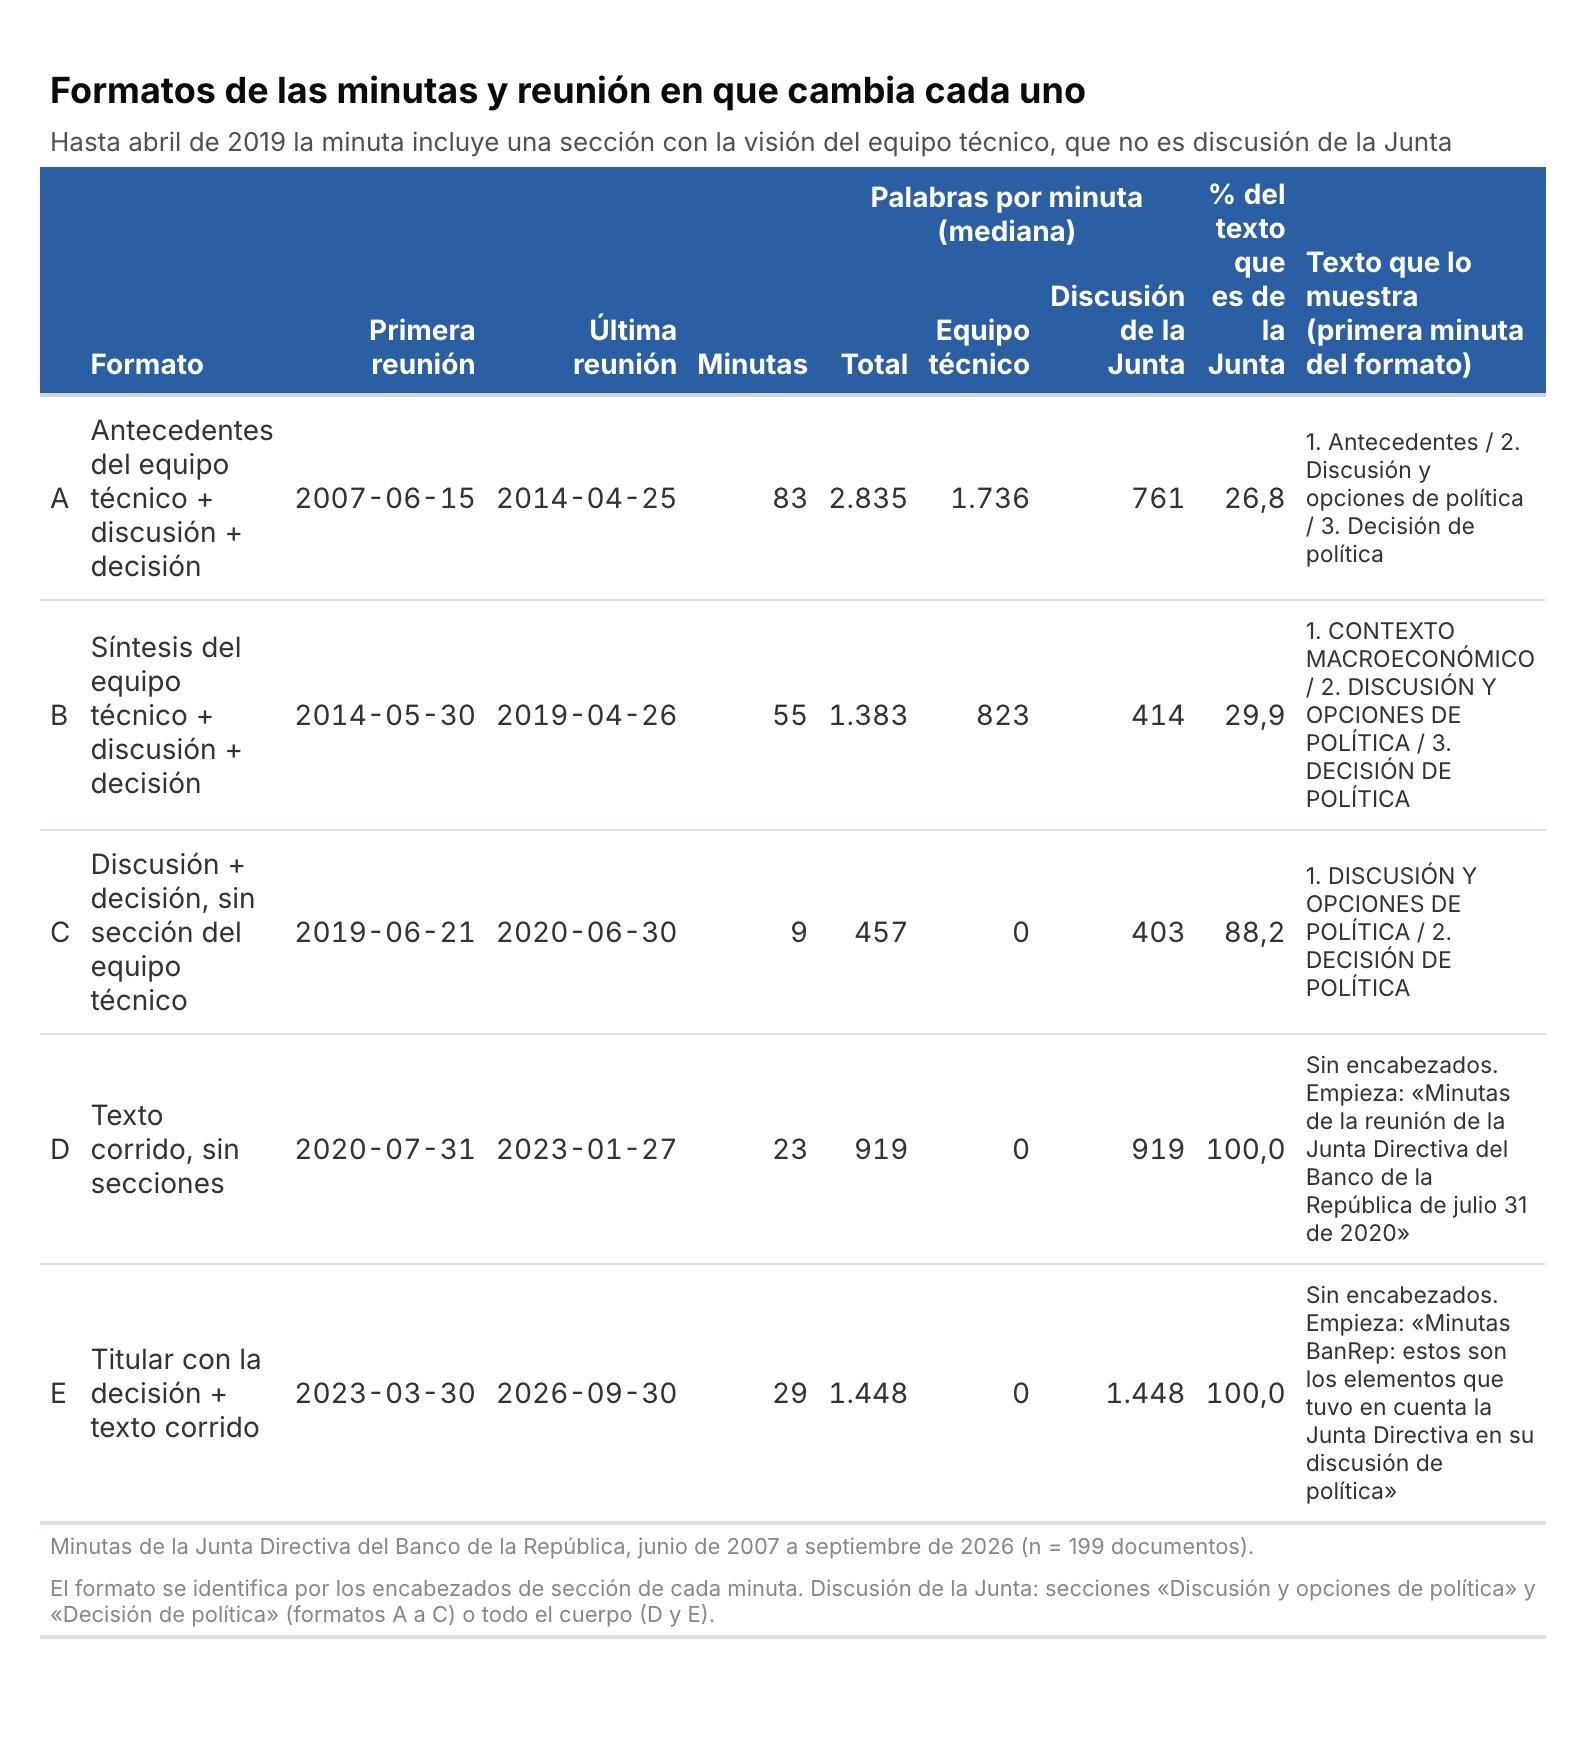 Formatos de las minutas y reunión en que cambia cada uno
Hasta abril de 2019 la minuta incluye una sección con la visión del equipo técnico, que no es discusión de la Junta
Formato
Primera
reunión
Última
reunión
Minutas
Palabras por minuta
(mediana)
Total
Equipo
técnico
Discusión
de la
Junta
% del
texto
que
es de
la
Junta
Texto que lo
muestra
(primera minuta
del formato)
A
Antecedentes
del equipo
técnico +
discusión +
decisión
2007-06-15
2014-04-25
83
2.835
1.736
761
26,8
1. Antecedentes / 2.
Discusión y
opciones de política
/ 3. Decisión de
política
B
Síntesis del
equipo
técnico +
discusión +
decisión
2014-05-30
2019-04-26
55
1.383
823
414
29,9
1. CONTEXTO
MACROECONÓMICO
/ 2. DISCUSIÓN Y
OPCIONES DE
POLÍTICA / 3.
DECISIÓN DE
POLÍTICA
C
Discusión +
decisión, sin
sección del
equipo
técnico
2019-06-21
2020-06-30
9
457
0
403
88,2
1. DISCUSIÓN Y
OPCIONES DE
POLÍTICA / 2.
DECISIÓN DE
POLÍTICA
D
Texto
corrido, sin
secciones
2020-07-31
2023-01-27
23
919
0
919
100,0
Sin encabezados.
Empieza: «Minutas
de la reunión de la
Junta Directiva del
Banco de la
República de julio 31
de 2020»
E
Titular con la
decisión +
texto corrido
2023-03-30
2026-09-30
29
1.448
0
1.448
100,0
Sin encabezados.
Empieza: «Minutas
BanRep: estos son
los elementos que
tuvo en cuenta la
Junta Directiva en su
discusión de
política»
Minutas de la Junta Directiva del Banco de la República, junio de 2007 a septiembre de 2026 (n = 199 documentos).
El formato se identifica por los encabezados de sección de cada minuta. Discusión de la Junta: secciones «Discusión y opciones de política» y
«Decisión de política» (formatos A a C) o todo el cuerpo (D y E).